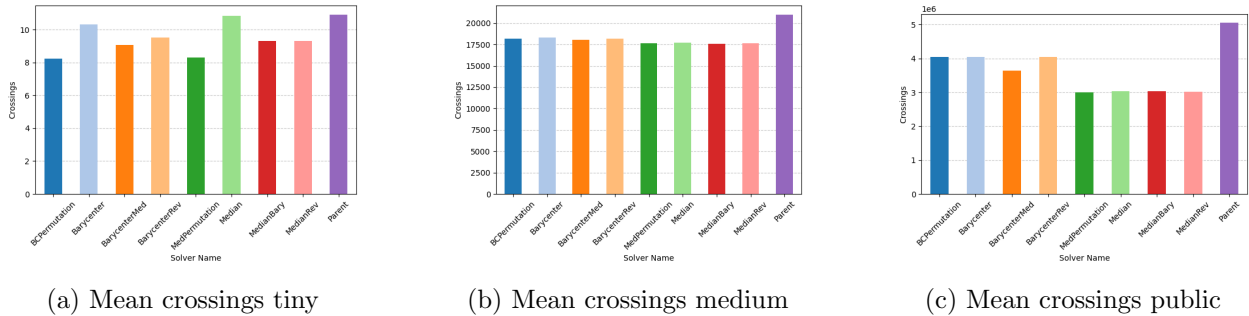 10
8
6
4
2
0
Crossings
BCPermutation
Barycenter
BarycenterMed
BarycenterRev
MedPermutation
Median
MedianBary
MedianRev
Parent
Solver Name
(a) Mean crossings tiny
20000
17500
15000
12500
10000
7500
5000
2500
0
Crossings
BCPermutation
Barycenter
BarycenterMed
BarycenterRev
MedPermutation
Median
MedianBary
MedianRev
Parent
Solver Name
(b) Mean crossings medium
1e6
5
4
3
2
1
0
Crossings
BCPermutation
Barycenter
BarycenterMed
BarycenterRev
MedPermutation
Median
MedianBary
MedianRev
Parent
Solver Name
(c) Mean crossings public